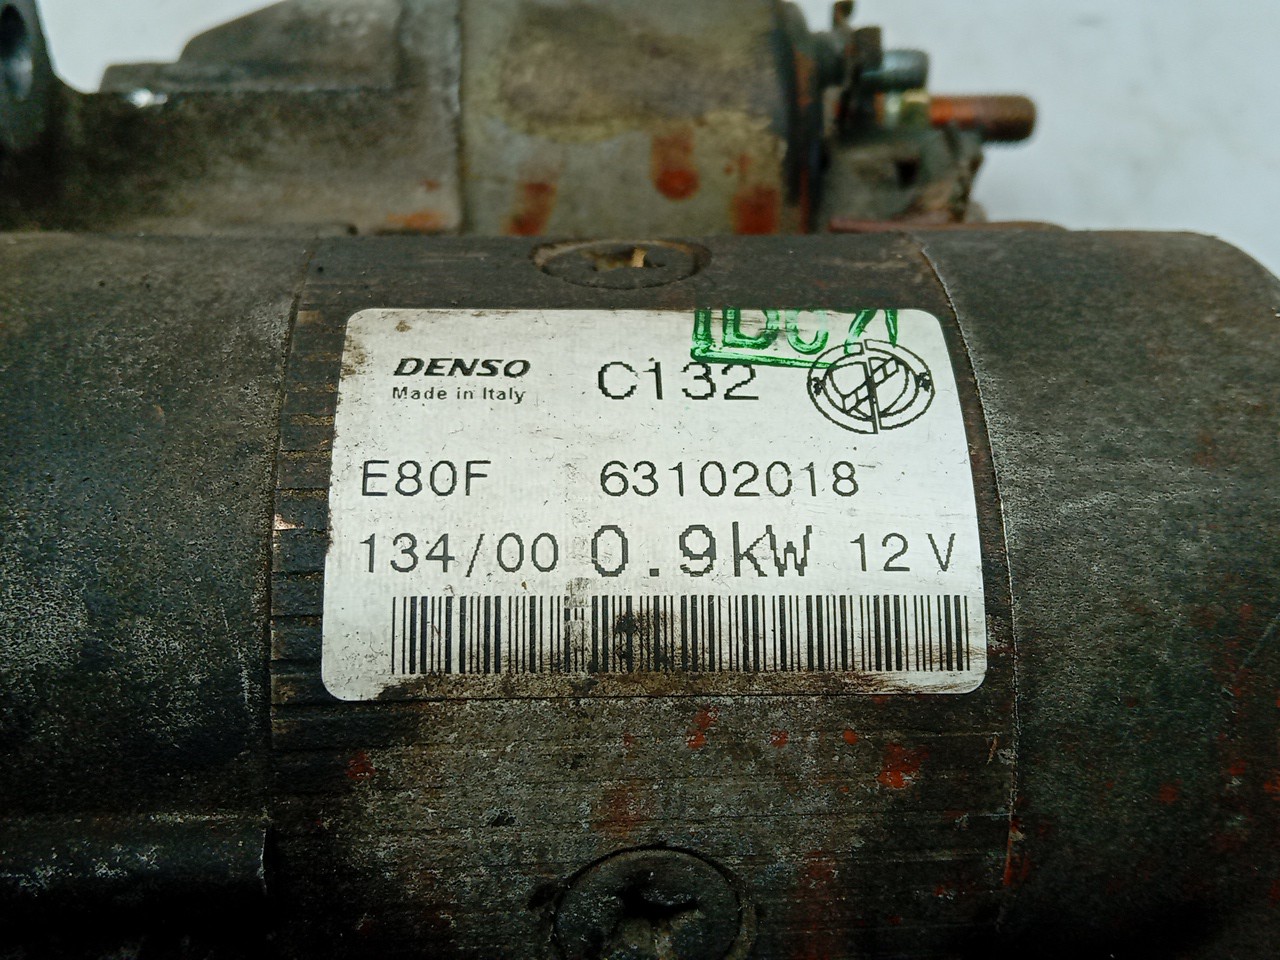 DENSO C132
Made in Italy
E80F 63102018
134/00 0.9kW 12V